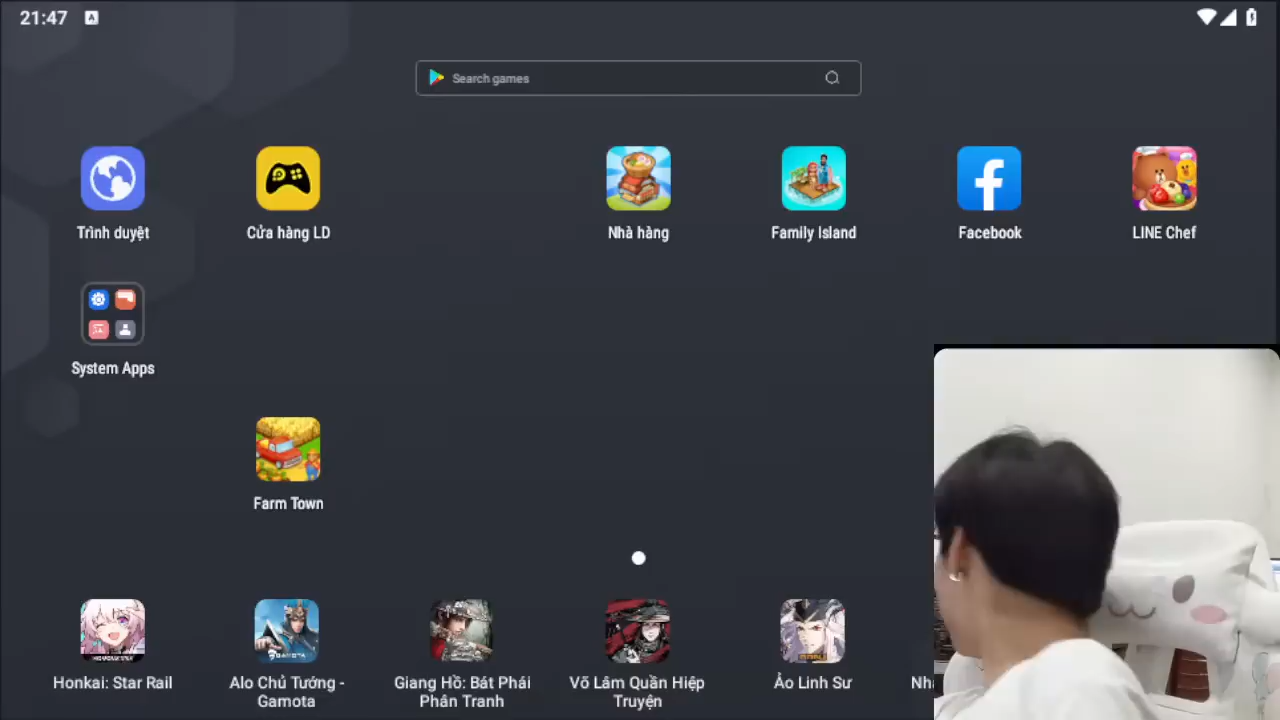 21:47
Search games
Trình duyệt
Cửa hàng LD
Nhà hàng
Family Island
Facebook
LINE Chef
System Apps
Farm Town
Honkai: Star Rail
Alo Chủ Tướng -
Gamota
Giang Hồ: Bát Phái
Phân Tranh
Võ Lâm Quần Hiệp
Truyện
Ảo Linh Sư